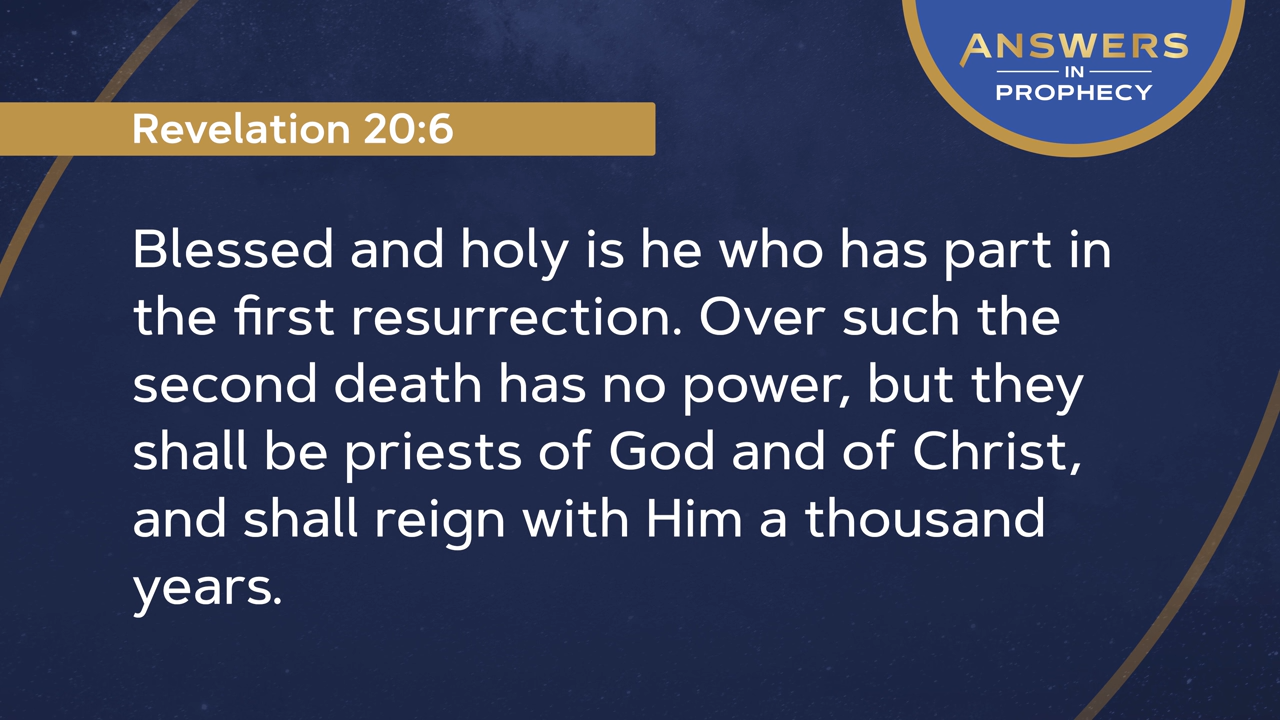 ANSWERS
IN
PROPHECY
Revelation 20:6
Blessed and holy is he who has part in
the first resurrection. Over such the
second death has no power, but they
shall be priests of God and of Christ,
and shall reign with Him a thousand
years.